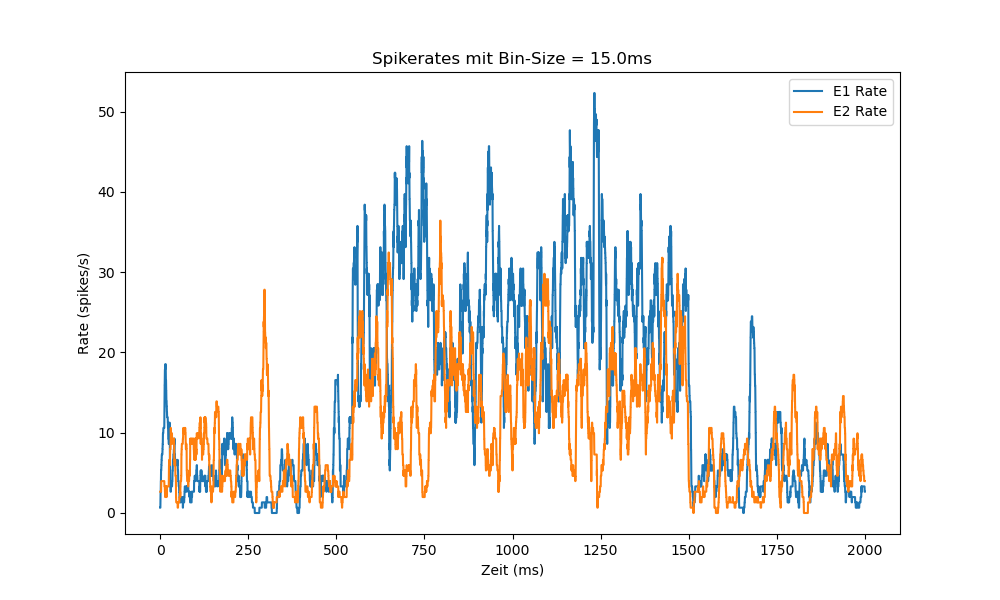 Spikerates mit Bin-Size = 15.0ms
E1 Rate
E2 Rate
50
40
30
20
10
0
Rate (spikes/s)
0 250 500 750 1000 1250 1500 1750 2000
Zeit (ms)